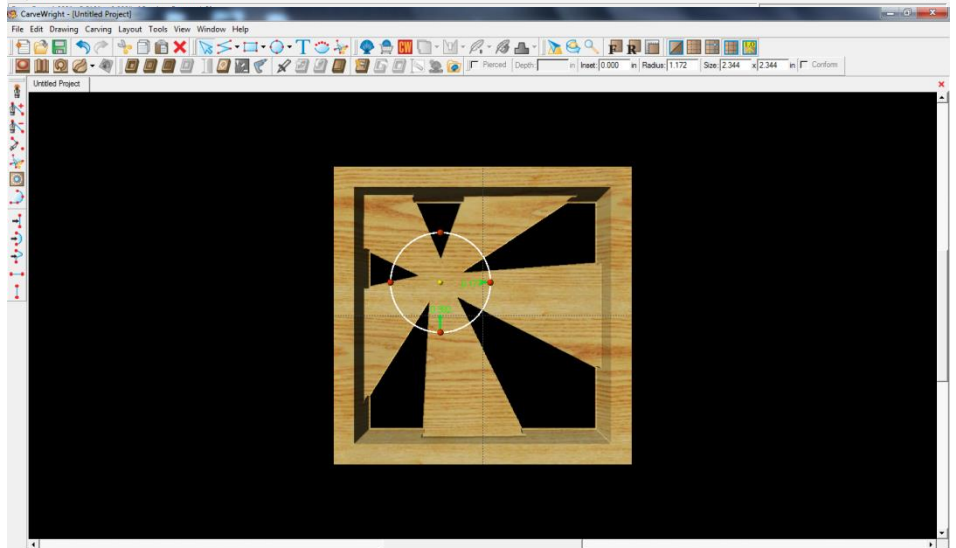 CarveWright - [Untitled Project]
File Edit Drawing Carving Layout Tools View Window Help
T CW F R
Pierced Depth: in Inset: 0.000 in Radius: 1.172 Size: 2.344 x 2.344 in Conform
Untitled Project